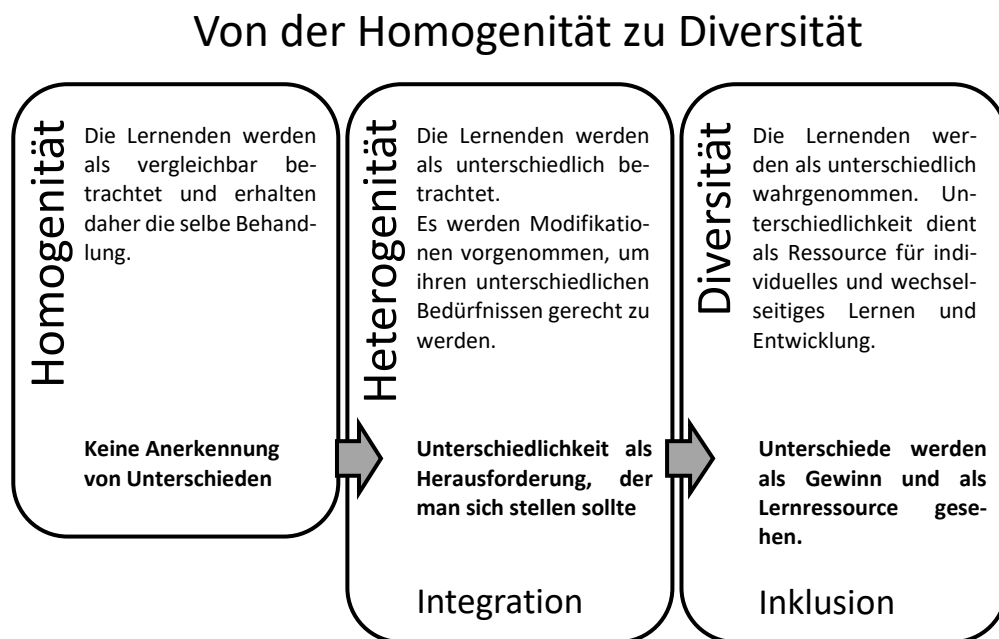 Von der Homogenität zu Diversität
Homogenität
Die Lernenden werden
als vergleichbar be-
trachtet und erhalten
daher die selbe Behand-
lung.
Keine Anerkennung
von Unterschieden
Heterogenität
Die Lernenden werden
als unterschiedlich be-
trachtet.
Es werden Modifikatio-
nen vorgenommen, um
ihren unterschiedlichen
Bedürfnissen gerecht zu
werden.
Unterschiedlichkeit als
Herausforderung, der
man sich stellen sollte
Integration
Diversität
Die Lernenden wer-
den als unterschiedlich
wahrgenommen. Un-
terschiedlichkeit dient
als Ressource für indi-
viduelles und wechsel-
seitiges Lernen und
Entwicklung.
Unterschiede werden
als Gewinn und als
Lernressource gese-
hen.
Inklusion